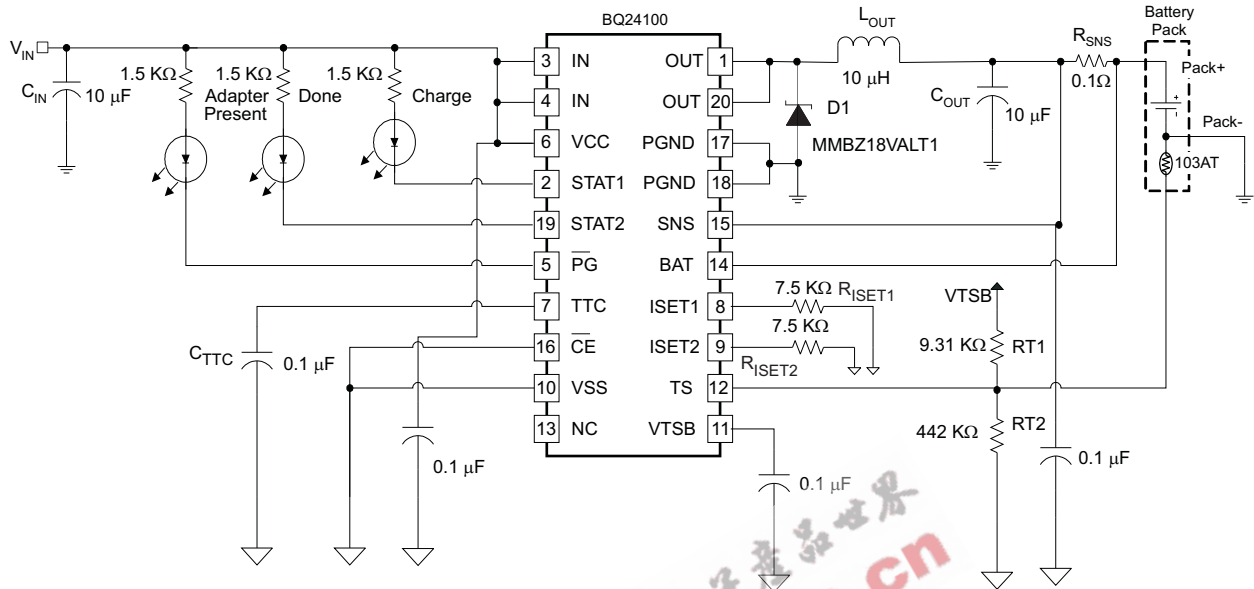 BQ24100
V_IN
C_IN
10 μF
1.5 KΩ
Adapter
Present
1.5 KΩ
Done
1.5 KΩ
Charge
3 IN
4 IN
6 VCC
2 STAT1
19 STAT2
5 P̅G̅
7 TTC
16 C̅E̅
10 VSS
13 NC
OUT 1
OUT 20
PGND 17
PGND 18
SNS 15
BAT 14
ISET1 8
ISET2 9
TS 12
VTSB 11
C_TTC
0.1 μF
0.1 μF
L_OUT
10 μH
D1
MMBZ18VALT1
C_OUT
10 μF
R_SNS
0.1Ω
Battery
Pack
Pack+
+
Pack-
103AT
7.5 KΩ
R_ISET1
7.5 KΩ
R_ISET2
VTSB
9.31 KΩ
RT1
442 KΩ
RT2
0.1 μF
0.1 μF
產品世界
.cn